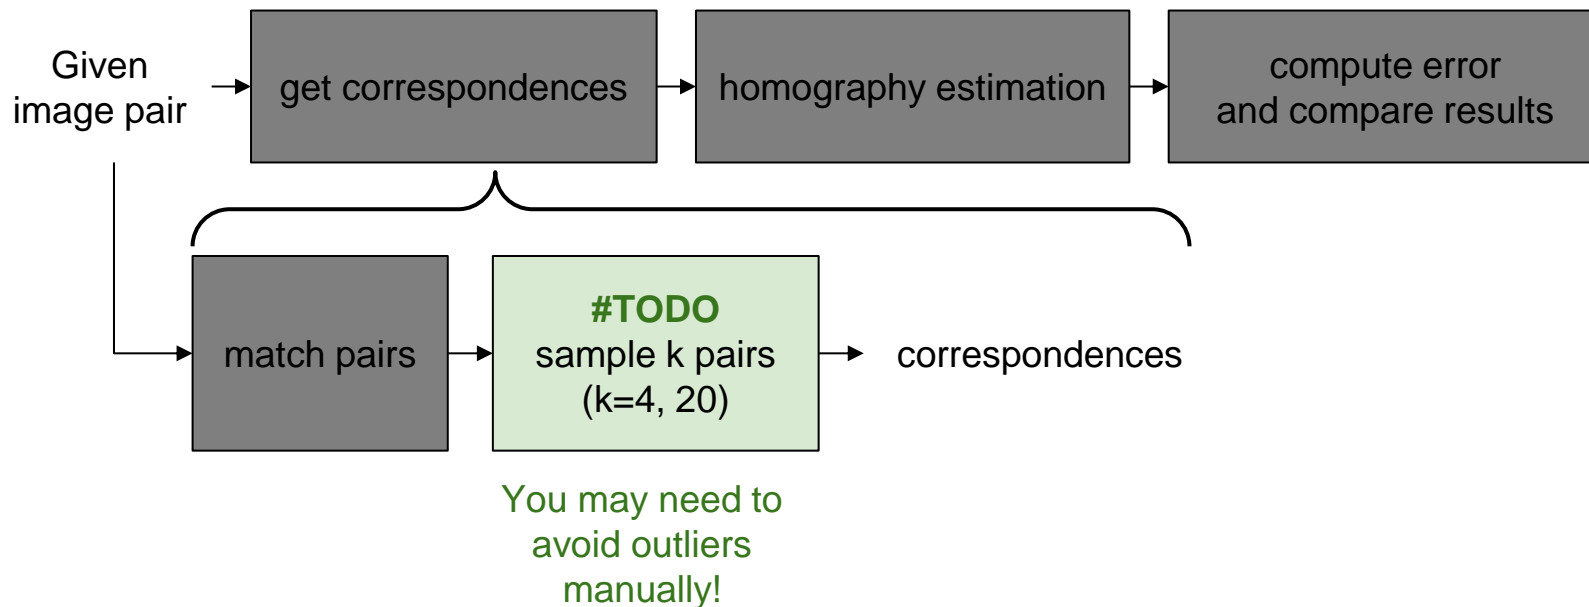 Given
image pair
get correspondences
homography estimation
compute error
and compare results
match pairs
#TODO
sample k pairs
(k=4, 20)
correspondences
You may need to
avoid outliers
manually!